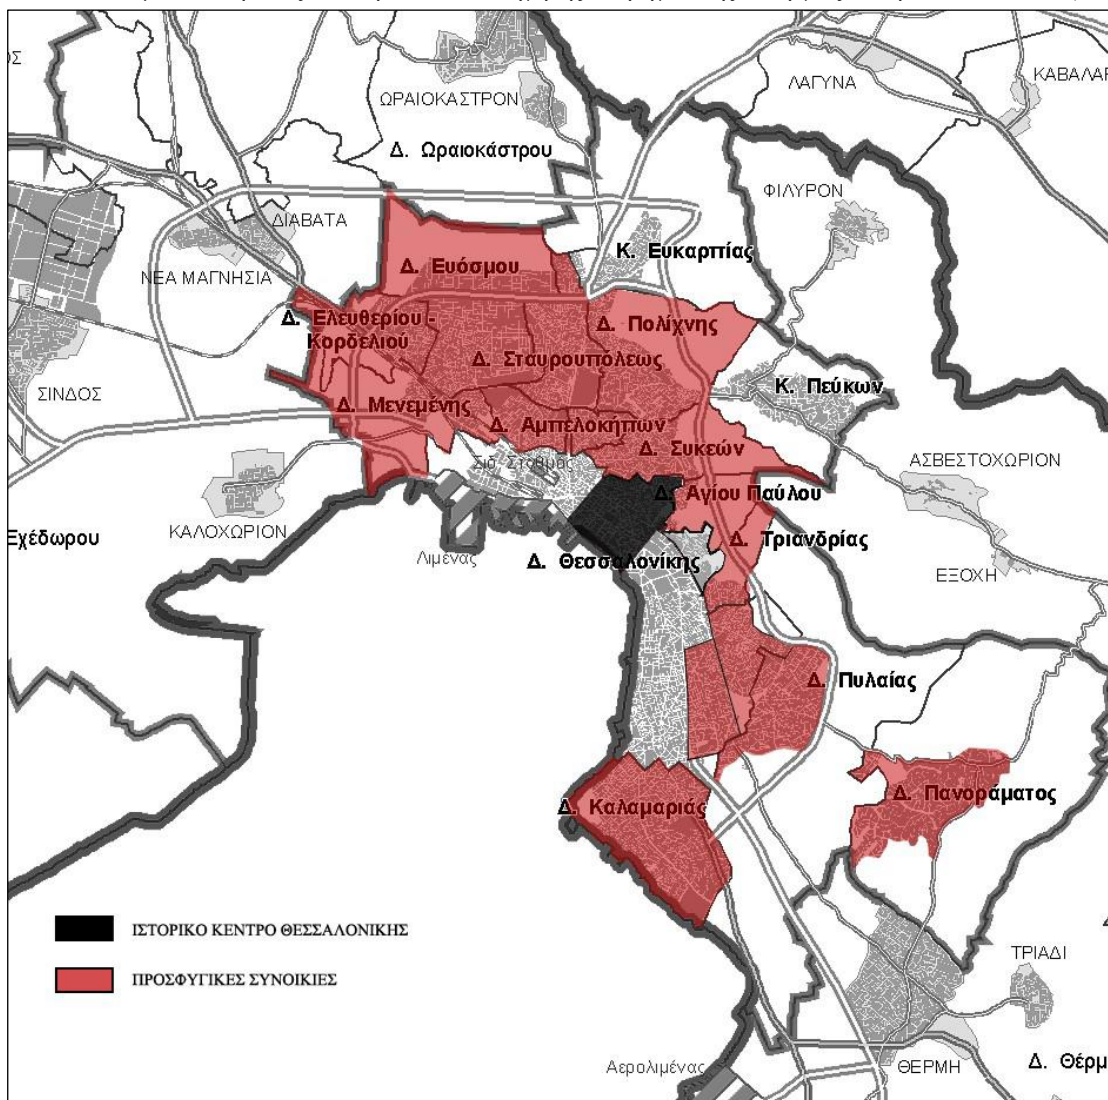 ΩΡΑΙΟΚΑΣΤΡΟΝ
ΛΑΓΥΝΑ
Δ. Ωραιοκάστρου
ΦΙΛΥΡΟΝ
ΔΙΑΒΑΤΑ
Κ. Ευκαρπίας
ΝΕΑ ΜΑΓΝΗΣΙΑ
Δ. Ευόσμου
Δ. Ελευθερίου -
Κορδελιού
Δ. Πολίχνης
Δ. Σταυρουπόλεως
Κ. Πεύκων
ΣΙΝΔΟΣ
Δ. Μενεμένης
Δ. Αμπελοκήπων
Δ. Συκεών
ΑΣΒΕΣΤΟΧΩΡΙΟΝ
Σιδ. Σταθμός
Δ. Αγίου Παύλου
ΚΑΛΟΧΩΡΙΟΝ
Εχέδωρου
Δ. Τριανδρίας
Λιμένας
Δ. Θεσσαλονίκης
ΕΞΟΧΗ
Δ. Πυλαίας
Δ. Πανοράματος
Δ. Καλαμαριάς
ΙΣΤΟΡΙΚΟ ΚΕΝΤΡΟ ΘΕΣΣΑΛΟΝΙΚΗΣ
ΤΡΙΑΔΙ
ΠΡΟΣΦΥΓΙΚΕΣ ΣΥΝΟΙΚΙΕΣ
Αερολιμένας
ΘΕΡΜΗ
Δ. Θέρμ